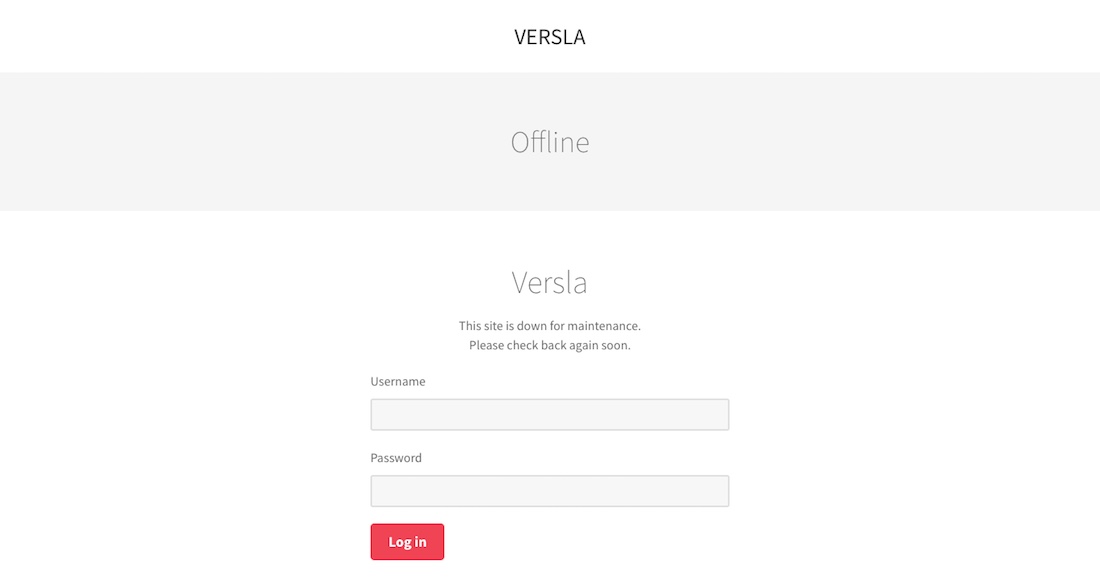 VERSLA
Offline
Versla
This site is down for maintenance.
Please check back again soon.
Username
Password
Log in